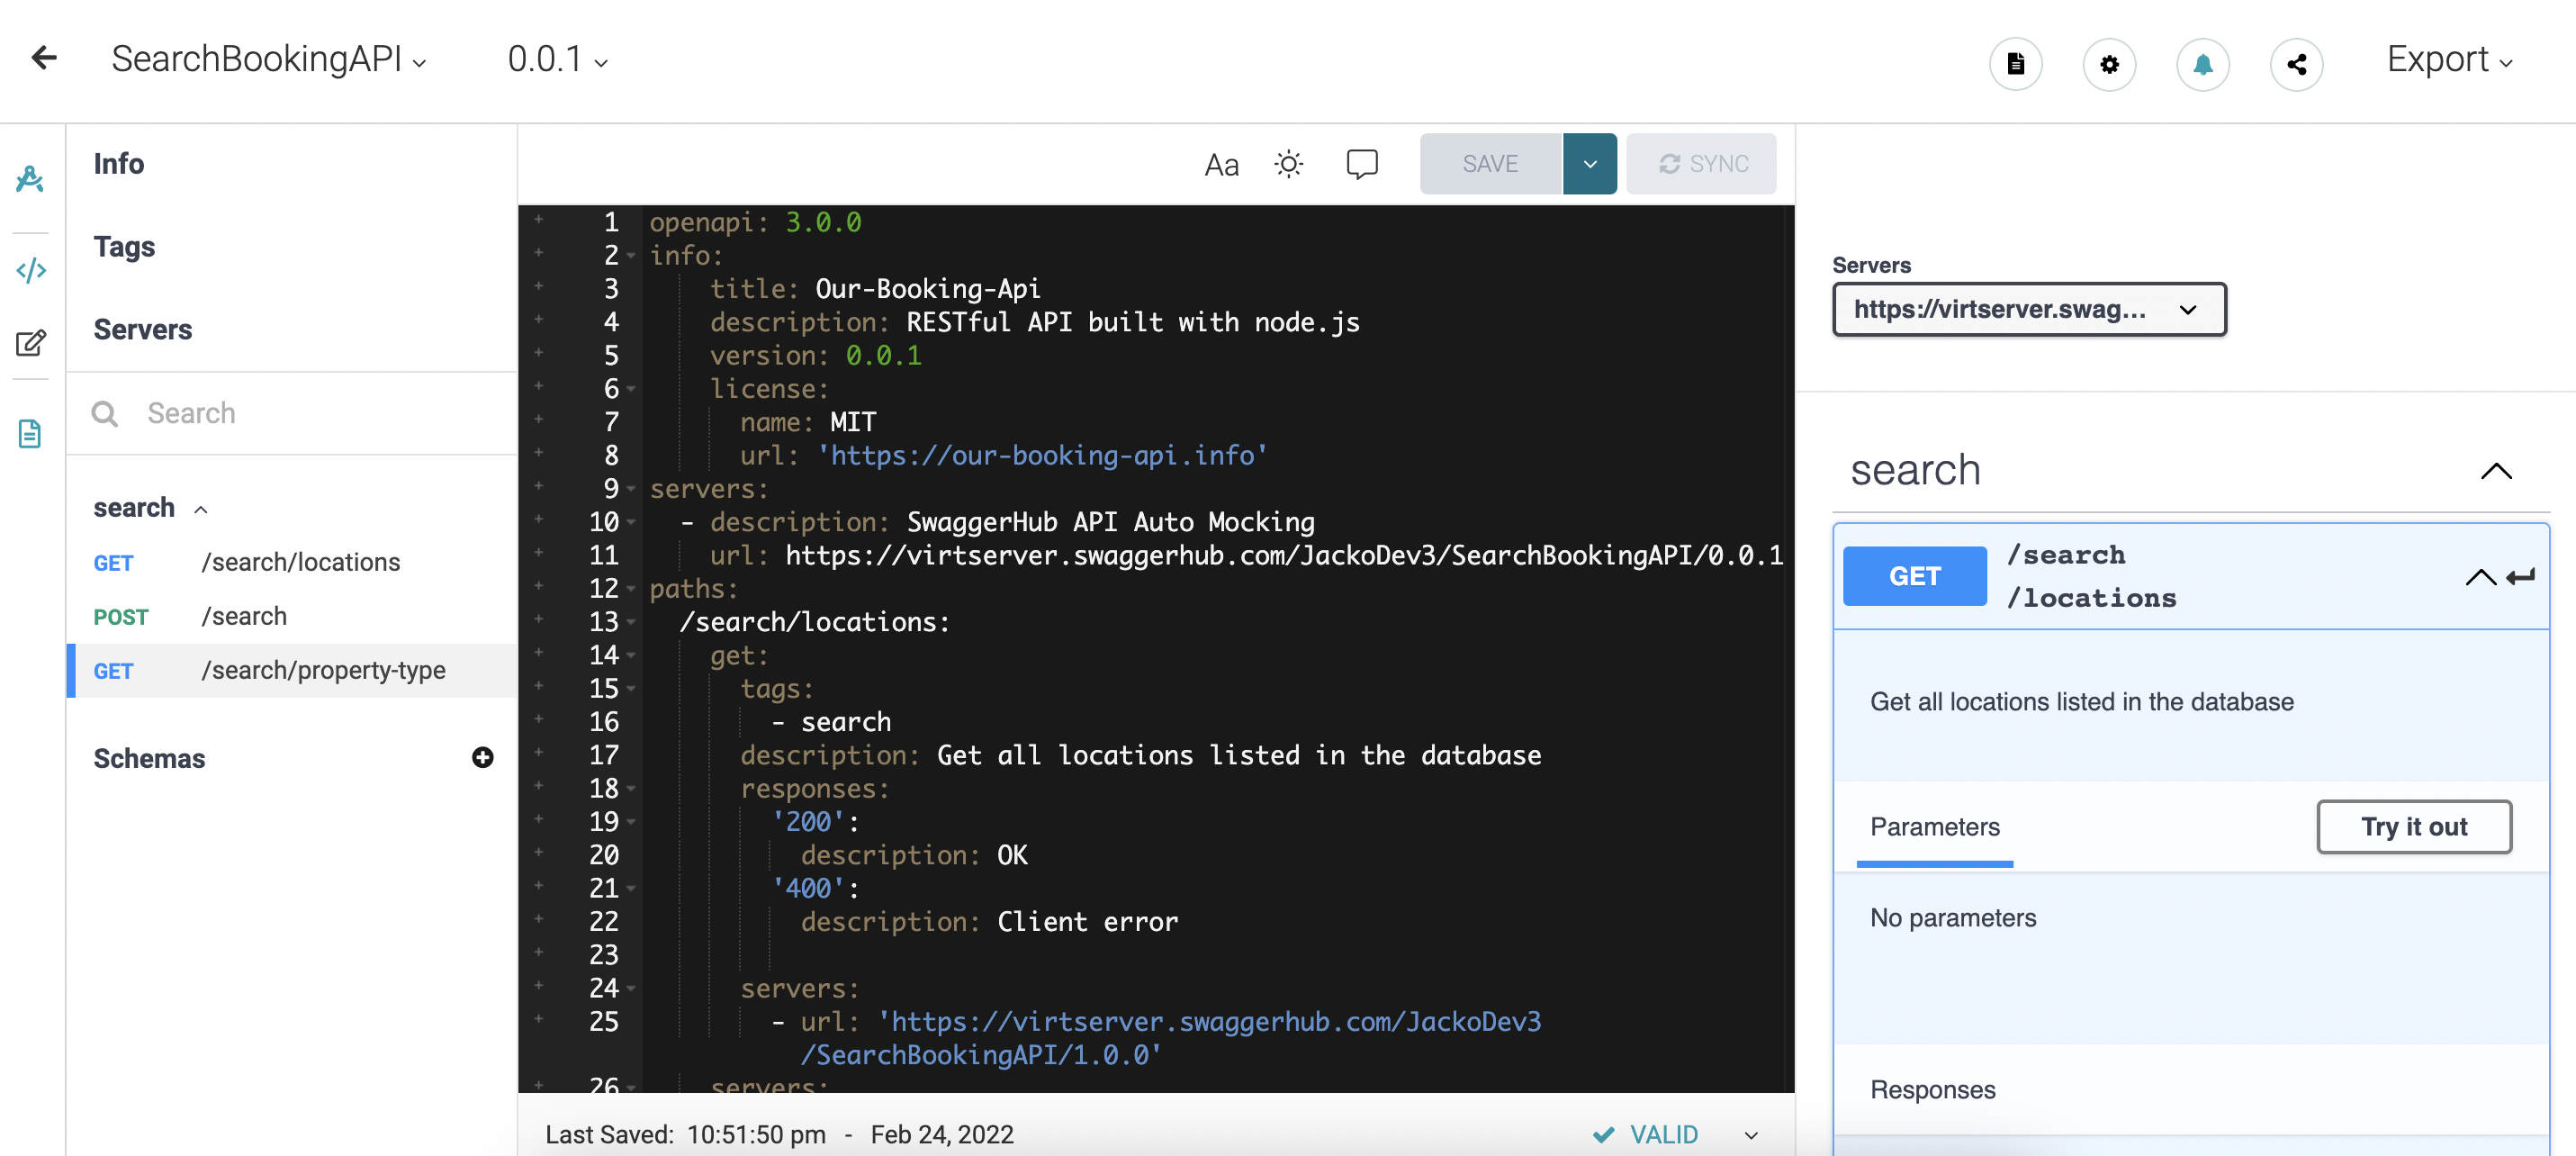 SearchBookingAPI 0.0.1 Export
Info
Tags
Servers
Search
search
GET /search/locations
POST /search
GET /search/property-type
Schemas
Aa SAVE SYNC
1 openapi: 3.0.0
2 info:
3 title: Our-Booking-Api
4 description: RESTful API built with node.js
5 version: 0.0.1
6 license:
7 name: MIT
8 url: 'https://our-booking-api.info'
9 servers:
10 - description: SwaggerHub API Auto Mocking
11 url: https://virtserver.swaggerhub.com/JackoDev3/SearchBookingAPI/0.0.1
12 paths:
13 /search/locations:
14 get:
15 tags:
16 - search
17 description: Get all locations listed in the database
18 responses:
19 '200':
20 description: OK
21 '400':
22 description: Client error
23
24 servers:
25 - url: 'https://virtserver.swaggerhub.com/JackoDev3
/SearchBookingAPI/1.0.0'
26 servers:
Last Saved: 10:51:50 pm - Feb 24, 2022 VALID
Servers
https://virtserver.swag...
search
GET /search
/locations
Get all locations listed in the database
Parameters Try it out
No parameters
Responses